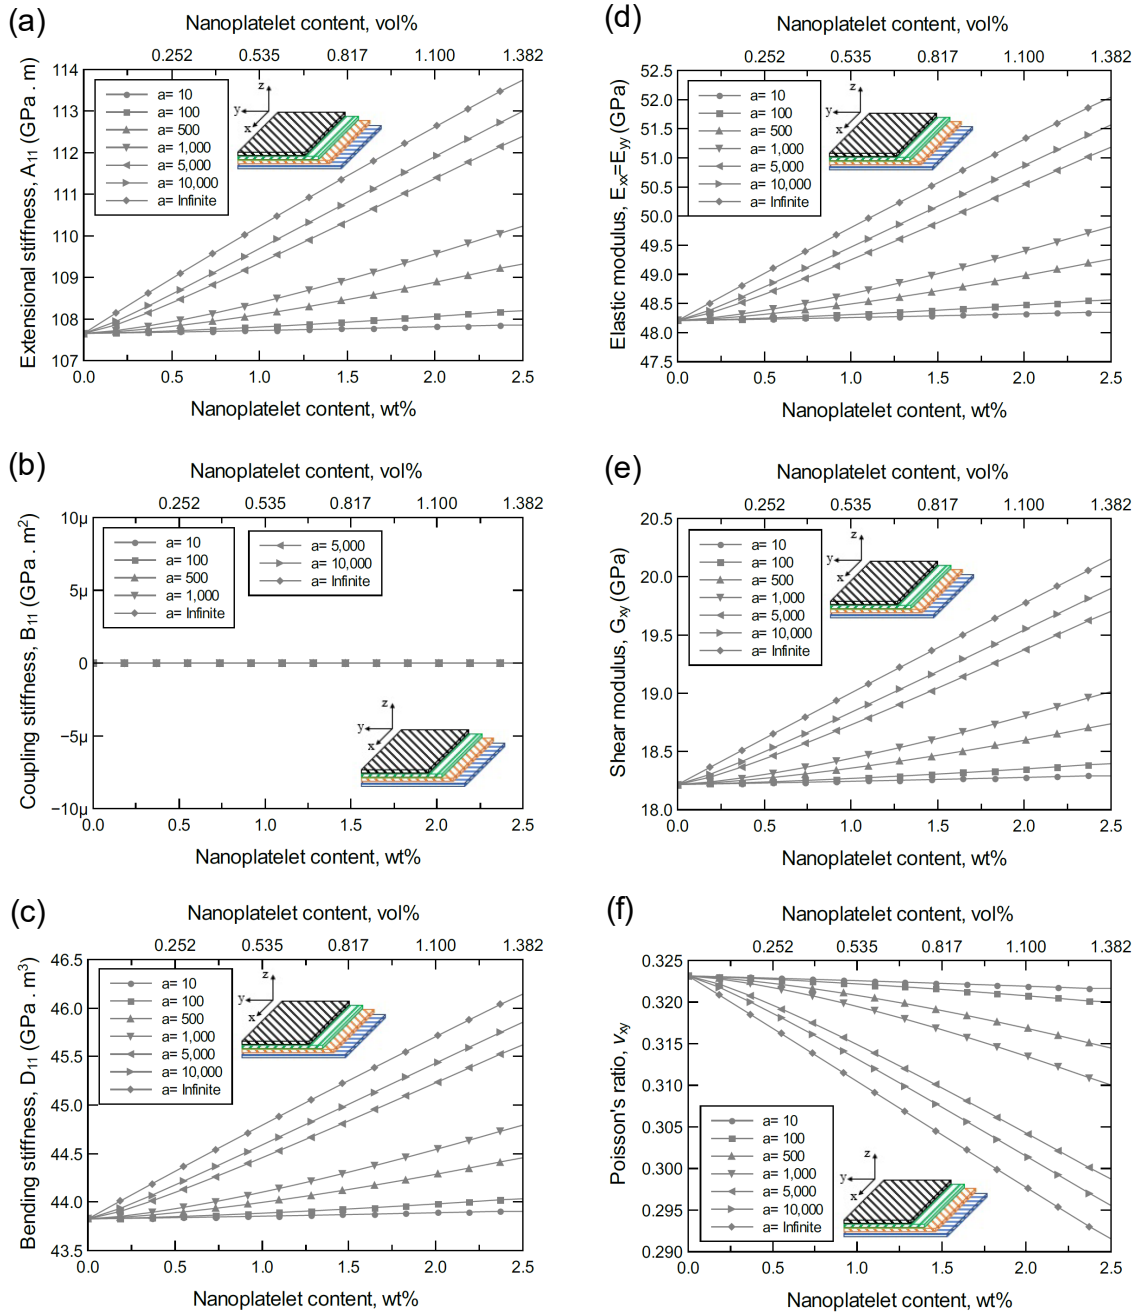 (a)
Nanoplatelet content, vol%
0.252 0.535 0.817 1.100 1.382
Extensional stiffness, A11 (GPa . m)
114
113
112
111
110
109
108
107
a= 10
a= 100
a= 500
a= 1,000
a= 5,000
a= 10,000
a= Infinite
z
y
x
0.0 0.5 1.0 1.5 2.0 2.5
Nanoplatelet content, wt%
(b)
Nanoplatelet content, vol%
0.252 0.535 0.817 1.100 1.382
Coupling stiffness, B11 (GPa . m2)
10µ
5µ
0
−5µ
−10µ
a= 10
a= 100
a= 500
a= 1,000
a= Infinite
a= 5,000
a= 10,000
a= Infinite
z
y
x
0.0 0.5 1.0 1.5 2.0 2.5
Nanoplatelet content, wt%
(c)
Nanoplatelet content, vol%
0.252 0.535 0.817 1.100 1.382
Bending stiffness, D11 (GPa . m3)
46.5
46.0
45.5
45.0
44.5
44.0
43.5
a= 10
a= 100
a= 500
a= 1,000
a= 5,000
a= 10,000
a= Infinite
z
y
x
0.0 0.5 1.0 1.5 2.0 2.5
Nanoplatelet content, wt%
(d)
Nanoplatelet content, vol%
0.252 0.535 0.817 1.100 1.382
Elastic modulus, Exx=Eyy (GPa)
52.5
52.0
51.5
51.0
50.5
50.0
49.5
49.0
48.5
48.0
47.5
a= 10
a= 100
a= 500
a= 1,000
a= 5,000
a= 10,000
a= Infinite
z
y
x
0.0 0.5 1.0 1.5 2.0 2.5
Nanoplatelet content, wt%
(e)
Nanoplatelet content, vol%
0.252 0.535 0.817 1.100 1.382
Shear modulus, Gxy (GPa)
20.5
20.0
19.5
19.0
18.5
18.0
a= 10
a= 100
a= 500
a= 1,000
a= 5,000
a= 10,000
a= Infinite
z
y
x
0.0 0.5 1.0 1.5 2.0 2.5
Nanoplatelet content, wt%
(f)
Nanoplatelet content, vol%
0.252 0.535 0.817 1.100 1.382
Poisson's ratio, vxy
0.325
0.320
0.315
0.310
0.305
0.300
0.295
0.290
a= 10
a= 100
a= 500
a= 1,000
a= 5,000
a= 10,000
a= Infinite
z
y
x
0.0 0.5 1.0 1.5 2.0 2.5
Nanoplatelet content, wt%